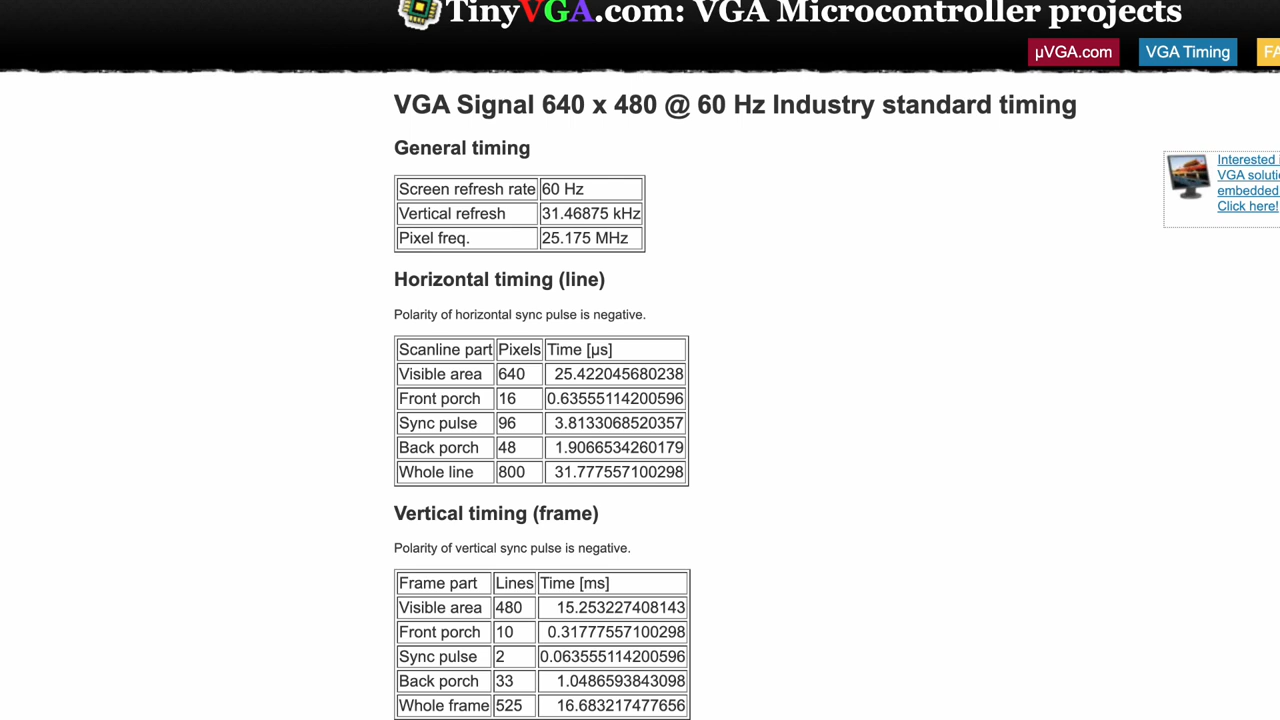 TinyVGA.com: VGA Microcontroller projects
µVGA.com VGA Timing
VGA Signal 640 x 480 @ 60 Hz Industry standard timing
General timing
Screen refresh rate 60 Hz
Vertical refresh 31.46875 kHz
Pixel freq. 25.175 MHz
Interested
VGA
embedded
Click here!
Horizontal timing (line)
Polarity of horizontal sync pulse is negative.
Scanline part Pixels Time [µs]
Visible area 640 25.422045680238
Front porch 16 0.63555114200596
Sync pulse 96 3.8133068520357
Back porch 48 1.9066534260179
Whole line 800 31.777557100298
Vertical timing (frame)
Polarity of vertical sync pulse is negative.
Frame part Lines Time [ms]
Visible area 480 15.253227408143
Front porch 10 0.31777557100298
Sync pulse 2 0.063555114200596
Back porch 33 1.0486593843098
Whole frame 525 16.683217477656